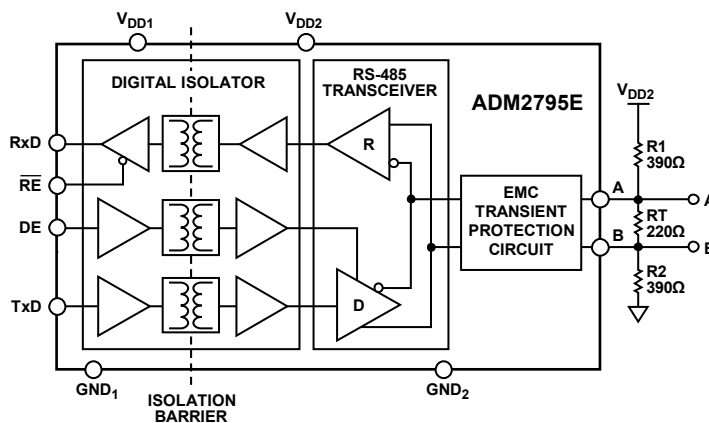 VDD1
VDD2
DIGITAL ISOLATOR
RS-485
TRANSCEIVER
ADM2795E
VDD2
RxD
R
R1
390Ω
RE
A
A
DE
EMC
TRANSIENT
PROTECTION
CIRCUIT
RT
220Ω
B
TxD
D
R2
390Ω
GND1
GND2
ISOLATION
BARRIER